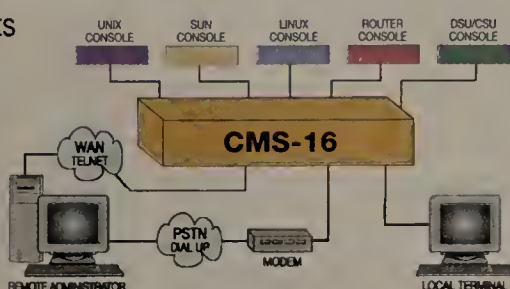 TS
UNIX
CONSOLE
SUN
CONSOLE
LINUX
CONSOLE
ROUTER
CONSOLE
DSU/CSU
CONSOLE
CMS-16
WAN
TELNET
PSTN
DIAL UP
MODEM
REMOTE ADMINISTRATOR
LOCAL TERMINAL